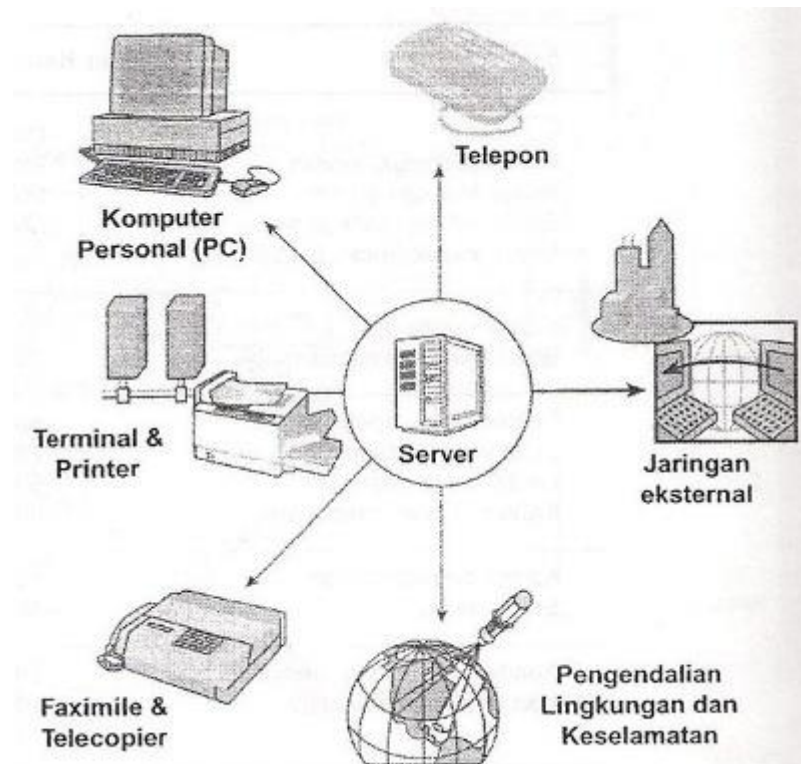 Telepon
Komputer
Personal (PC)
Terminal &
Printer
Server
Jaringan
eksternal
Faximile &
Telecopier
Pengendalian
Lingkungan dan
Keselamatan